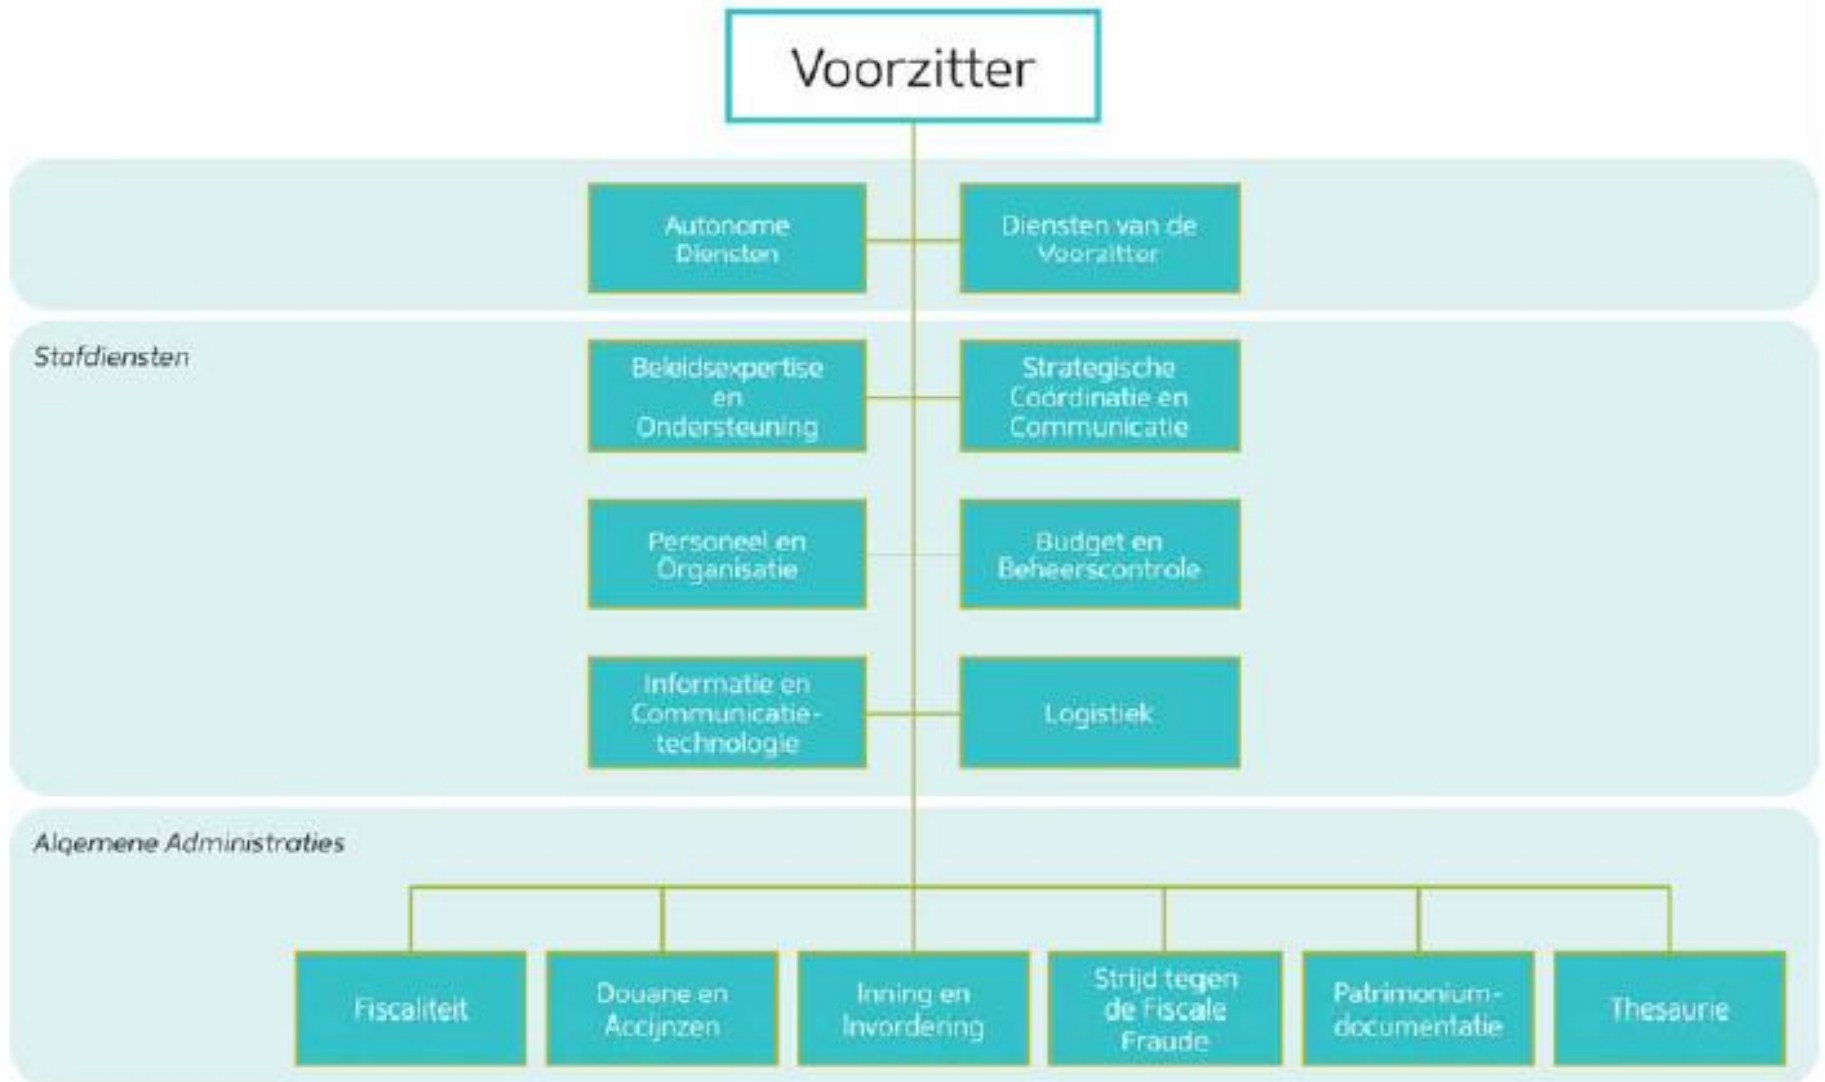 Voorzitter
Autonome
Diensten
Diensten van de
Voorzitter
Stafdiensten
Beleidsexpertise
en
Ondersteuning
Strategische
Coördinatie en
Communicatie
Personeel en
Organisatie
Budget en
Beheerscontrole
Informatie en
Communicatie-
technologie
Logistiek
Algemene Administraties
Fiscaliteit
Douane en
Accijnzen
Inning en
Invordering
Strijd tegen
de Fiscale
Fraude
Patrimonium-
documentatie
Thesaurie